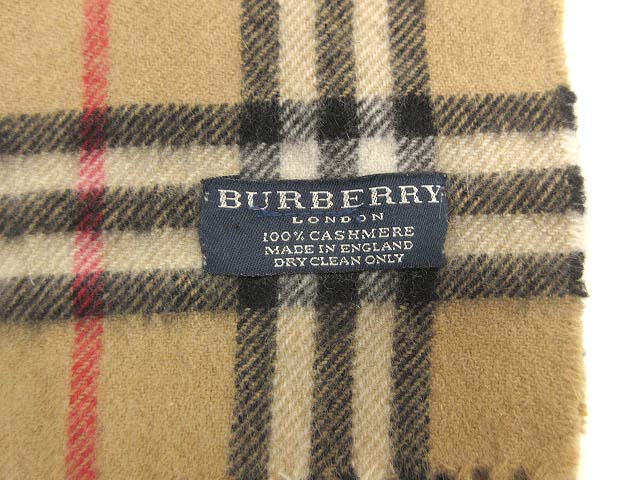 BURBERRY
LONDON
100% CASHMERE
MADE IN ENGLAND
DRY CLEAN ONLY